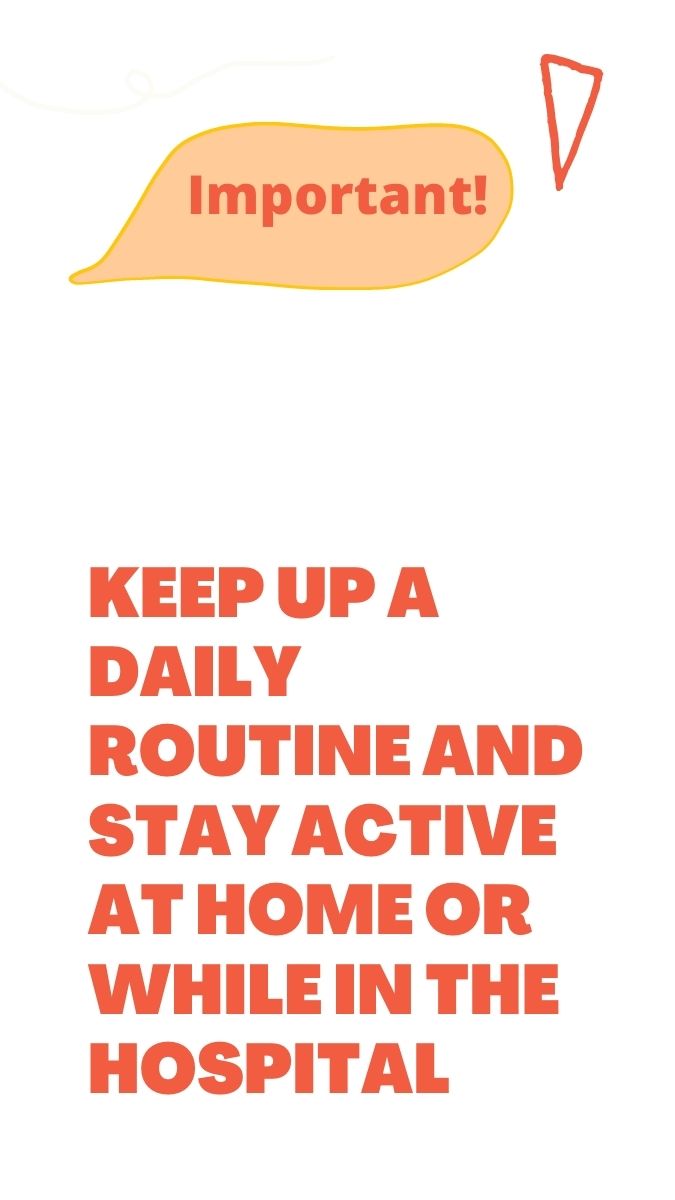 Important!
KEEP UP A
DAILY
ROUTINE AND
STAY ACTIVE
AT HOME OR
WHILE IN THE
HOSPITAL